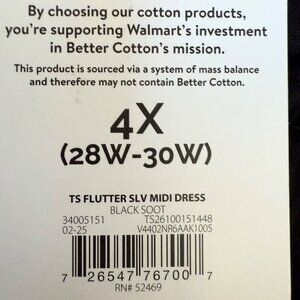 By choosing our cotton products,
you're supporting Walmart's investment
in Better Cotton's mission.
This product is sourced via a system of mass balance
and therefore may not contain Better Cotton.
4X
(28W-30W)
TS FLUTTER SLV MIDI DRESS
BLACK SOOT
34005151 TS26100151448
02-25 V4402NR6AAK1005
7 26547 76700 7
RN# 52469